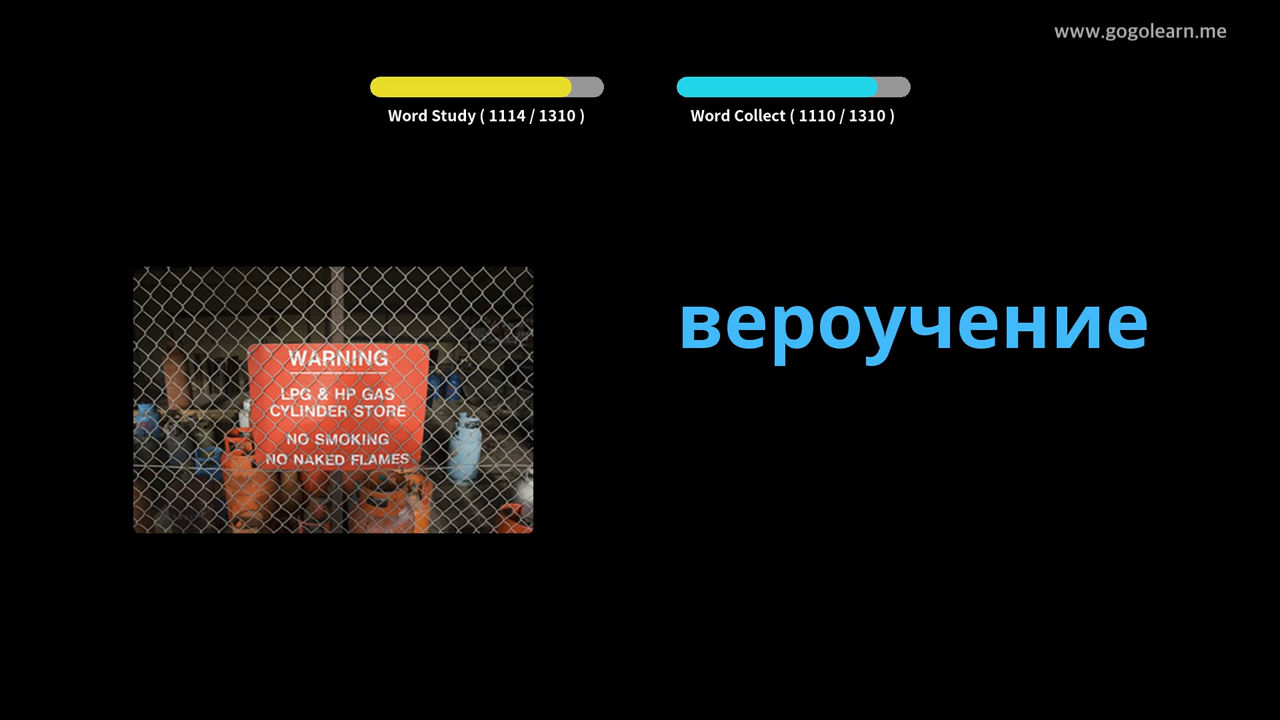 www.gogolearn.me
Word Study ( 1114 / 1310 )
Word Collect ( 1110 / 1310 )
вероучение
WARNING
LPG & HP GAS
CYLINDER STORE
NO SMOKING
NO NAKED FLAMES